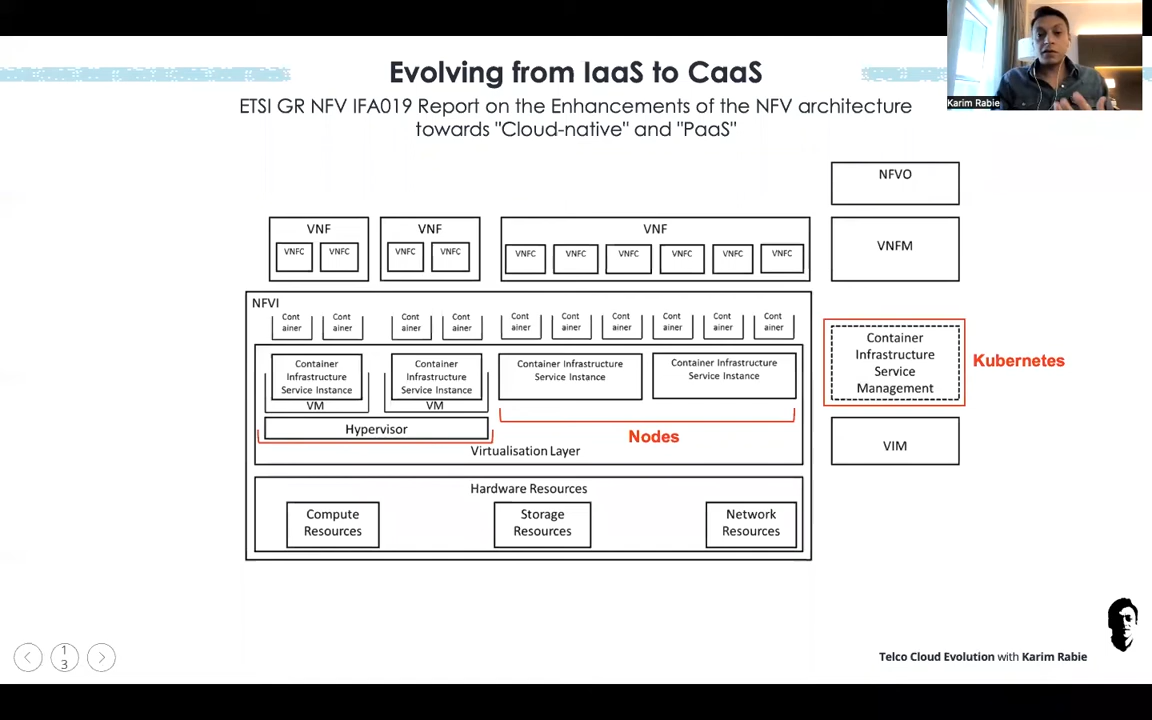 Evolving from IaaS to CaaS
ETSI GR NFV IFA019 Report on the Enhancements of the NFV architecture
towards "Cloud-native" and "PaaS"
Karim Rabie
NFVO
VNF
VNFC VNFC
VNF
VNFC VNFC
VNF
VNFC VNFC VNFC VNFC VNFC VNFC
VNFM
NFVI
Cont
ainer
Cont
ainer
Cont
ainer
Cont
ainer
Cont
ainer
Cont
ainer
Cont
ainer
Cont
ainer
Cont
ainer
Cont
ainer
Container
Infrastructure
Service Instance
VM
Container
Infrastructure
Service Instance
VM
Container Infrastructure
Service Instance
Container Infrastructure
Service Instance
Hypervisor
Nodes
Virtualisation Layer
Container
Infrastructure
Service
Management
Kubernetes
VIM
Hardware Resources
Compute
Resources
Storage
Resources
Network
Resources
1
3
Telco Cloud Evolution with Karim Rabie